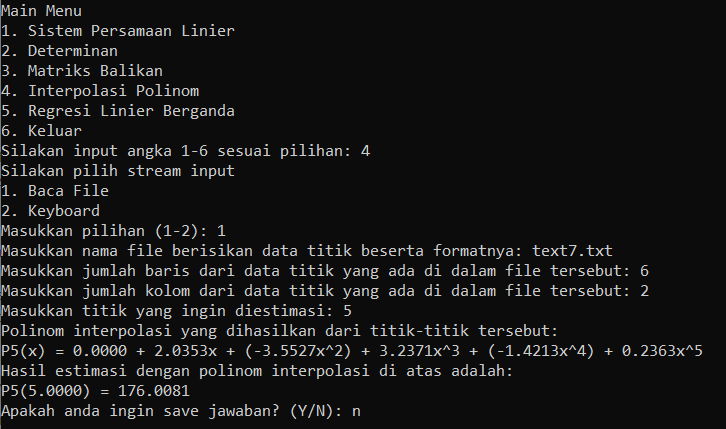 Main Menu
1. Sistem Persamaan Linier
2. Determinan
3. Matriks Balikan
4. Interpolasi Polinom
5. Regresi Linier Berganda
6. Keluar
Silakan input angka 1-6 sesuai pilihan: 4
Silakan pilih stream input
1. Baca File
2. Keyboard
Masukkan pilihan (1-2): 1
Masukkan nama file berisikan data titik beserta formatnya: text7.txt
Masukkan jumlah baris dari data titik yang ada di dalam file tersebut: 6
Masukkan jumlah kolom dari data titik yang ada di dalam file tersebut: 2
Masukkan titik yang ingin diestimasi: 5
Polinom interpolasi yang dihasilkan dari titik-titik tersebut:
P5(x) = 0.0000 + 2.0353x + (-3.5527x^2) + 3.2371x^3 + (-1.4213x^4) + 0.2363x^5
Hasil estimasi dengan polinom interpolasi di atas adalah:
P5(5.0000) = 176.0081
Apakah anda ingin save jawaban? (Y/N): n